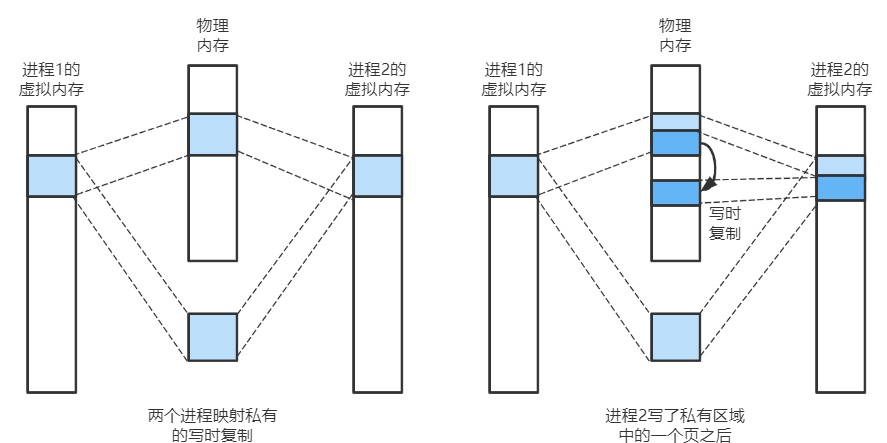 物理
内存
进程1的
虚拟内存
进程2的
虚拟内存
两个进程映射私有
的写时复制
物理
内存
进程1的
虚拟内存
进程2的
虚拟内存
写时
复制
进程2写了私有区域
中的一个页之后